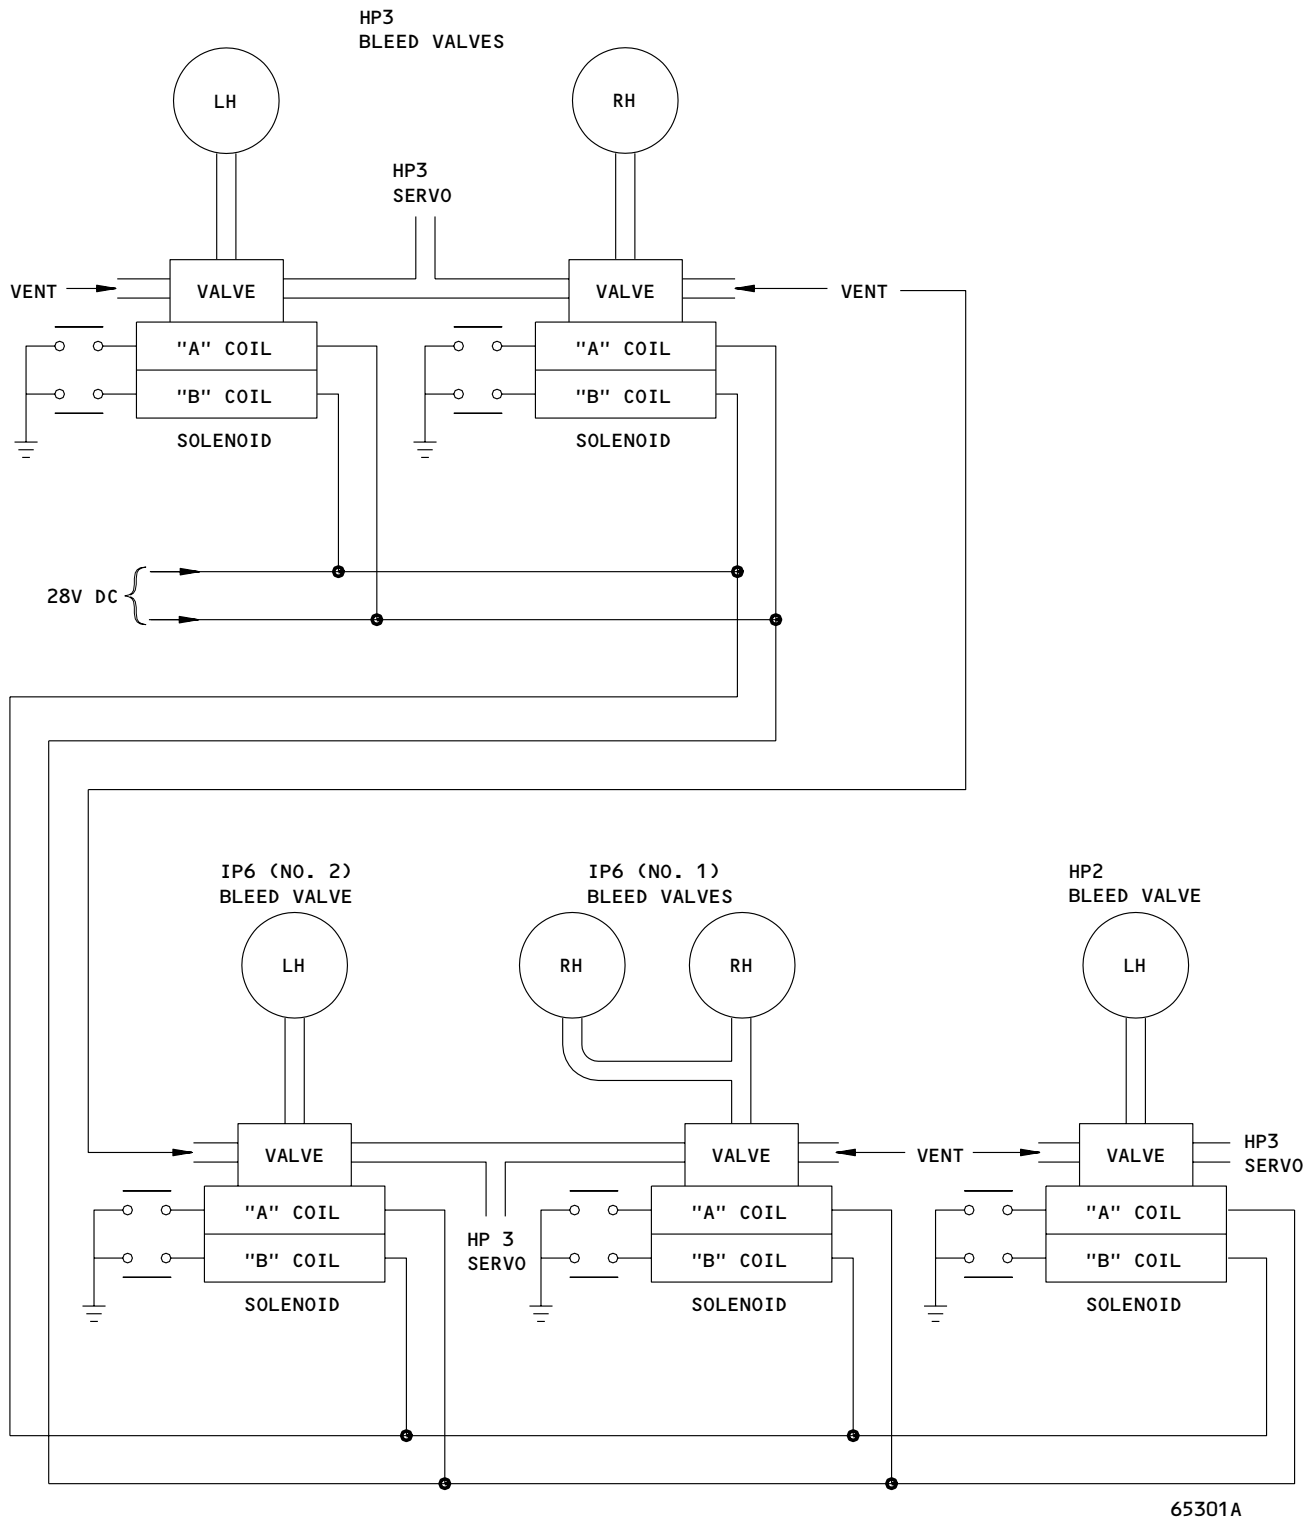 HP3
BLEED VALVES
LH
RH
HP3
SERVO
VENT
VALVE
VALVE
VENT
"A" COIL
"A" COIL
"B" COIL
"B" COIL
SOLENOID
SOLENOID
28V DC
IP6 (NO. 2)
BLEED VALVE
IP6 (NO. 1)
BLEED VALVES
HP2
BLEED VALVE
LH
RH
RH
LH
VALVE
VALVE
VENT
VALVE
HP3
SERVO
"A" COIL
"A" COIL
"A" COIL
HP 3
SERVO
"B" COIL
"B" COIL
"B" COIL
SOLENOID
SOLENOID
SOLENOID
65301A